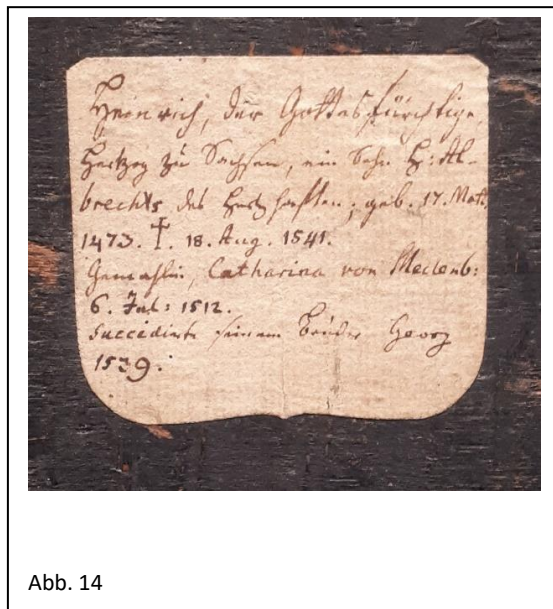 Heinrich, der Gottesfürchtige,
Hertzog zu Sachsen, ein Sohn H: Al-
brechts des Hertzhafften; geb. 17. Mart.
1473. †. 18. Aug. 1541.
Gemahlin, Catharina von Mecklenb:
6. Jul: 1512.
succedirte seinem Bruder Georg
1539.
Abb. 14